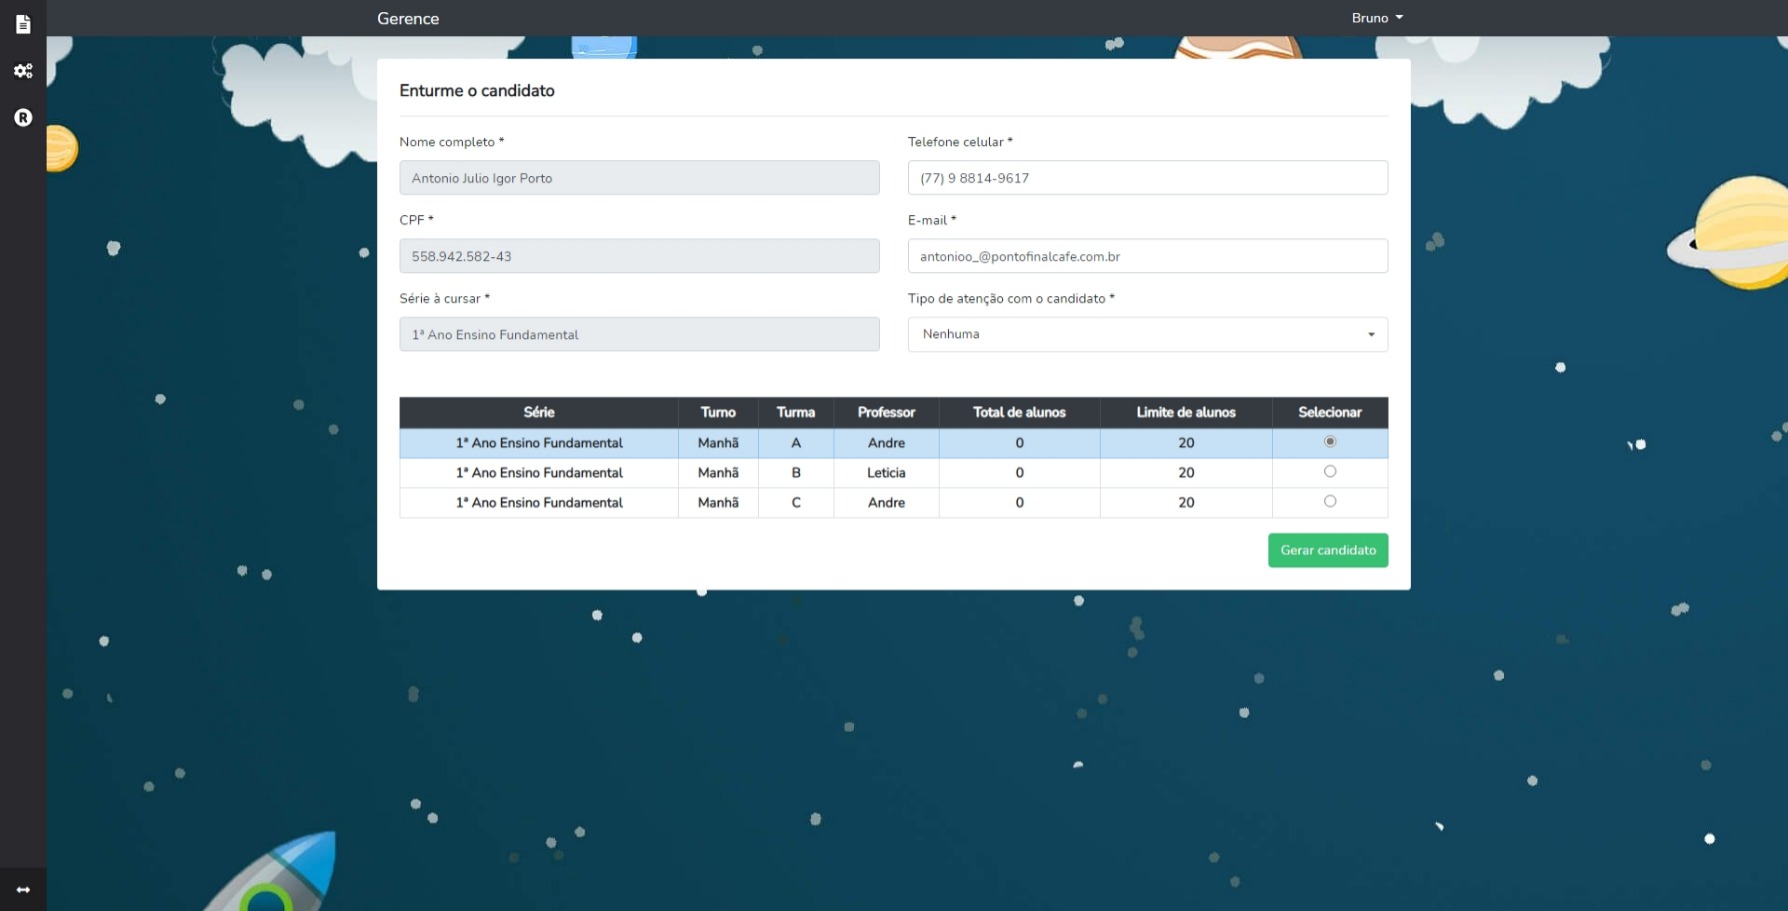 Gerence
Bruno
R
Enturme o candidato
Nome completo *
Telefone celular *
Antonio Julio Igor Porto
(77) 9 8814-9617
CPF *
E-mail *
558.942.582-43
antonioo_@pontofinalcafe.com.br
Série à cursar *
Tipo de atenção com o candidato *
1ª Ano Ensino Fundamental
Nenhuma
Série Turno Turma Professor Total de alunos Limite de alunos Selecionar
1ª Ano Ensino Fundamental Manhã A Andre 0 20
1ª Ano Ensino Fundamental Manhã B Leticia 0 20
1ª Ano Ensino Fundamental Manhã C Andre 0 20
Gerar candidato